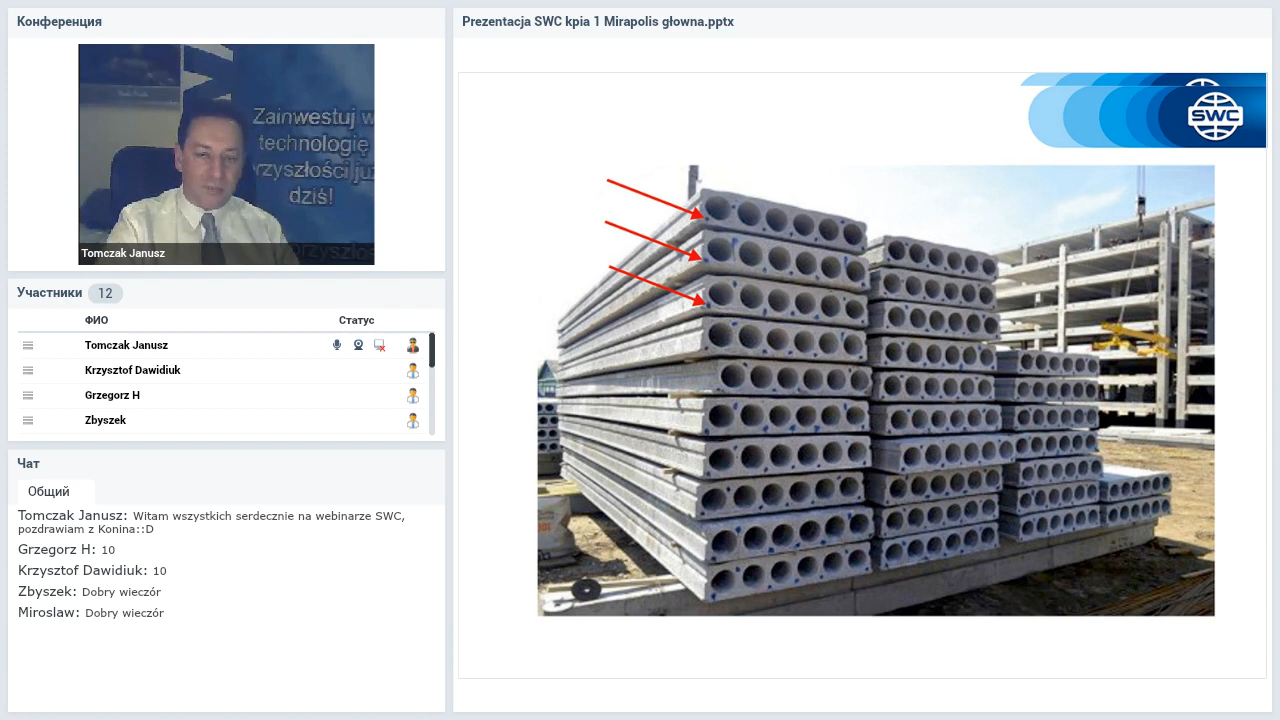 Конференция
Zainwestuj w
technologię
przyszłości już
dziś!
Tomczak Janusz
Участники 12
ФИО Статус
Tomczak Janusz
Krzysztof Dawidiuk
Grzegorz H
Zbyszek
Чат
Общий
Tomczak Janusz: Witam wszystkich serdecznie na webinarze SWC,
pozdrawiam z Konina::D
Grzegorz H: 10
Krzysztof Dawidiuk: 10
Zbyszek: Dobry wieczór
Miroslaw: Dobry wieczór
Prezentacja SWC kpia 1 Mirapolis głowna.pptx
SWC